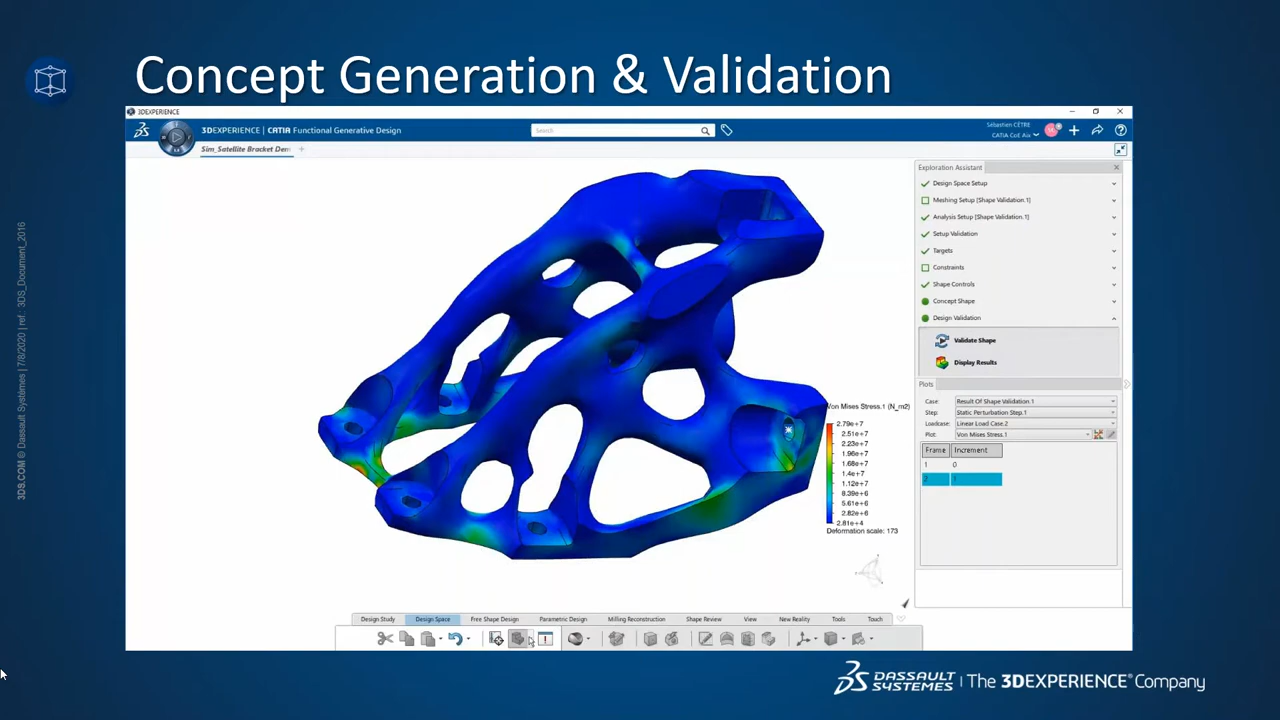 Concept Generation & Validation
3DEXPERIENCE
3DEXPERIENCE | CATIA Functional Generative Design
Search
Sébastien CÊTRE
CATIA CoE Aix
Sim_Satellite Bracket Dem
Exploration Assistant
Design Space Setup
Meshing Setup [Shape Validation.1]
Analysis Setup [Shape Validation.1]
Setup Validation
Targets
Constraints
Shape Controls
Concept Shape
Design Validation
Validate Shape
Display Results
Plots
Case: Result Of Shape Validation.1
Step: Static Perturbation Step.1
Loadcase: Linear Load Case.2
Plot: Von Mises Stress.1
Frame Increment
1 0
2 1
Von Mises Stress.1 (N_m2)
2.79e+7
2.51e+7
2.23e+7
1.96e+7
1.68e+7
1.4e+7
1.12e+7
8.39e+6
5.61e+6
2.82e+6
2.81e+4
Deformation scale: 173
Design Study Design Space Free Shape Design Parametric Design Milling Reconstruction Shape Review View New Reality Tools Touch
3DS.COM © Dassault Systèmes | 7/8/2020 | ref.: 3DS_Document_2016
DASSAULT
SYSTEMES | The 3DEXPERIENCE® Company